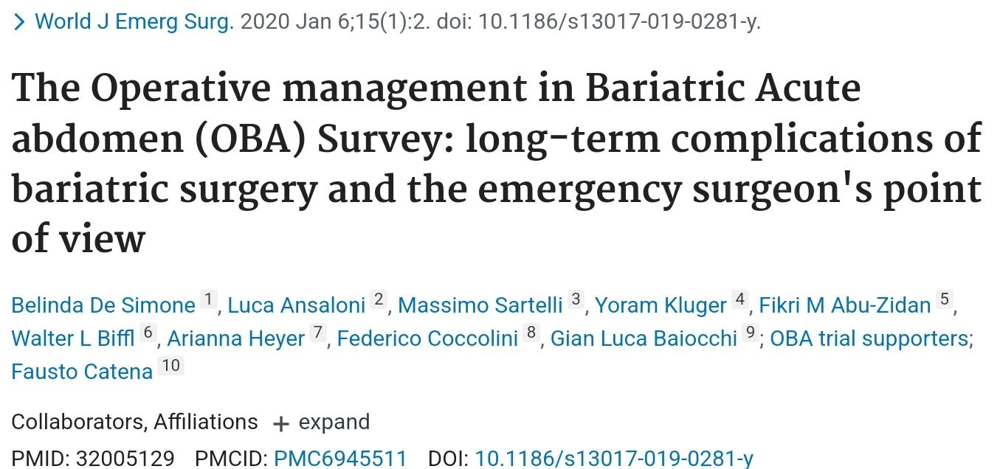 World J Emerg Surg. 2020 Jan 6;15(1):2. doi: 10.1186/s13017-019-0281-y.
The Operative management in Bariatric Acute
abdomen (OBA) Survey: long-term complications of
bariatric surgery and the emergency surgeon's point
of view
Belinda De Simone 1, Luca Ansaloni 2, Massimo Sartelli 3, Yoram Kluger 4, Fikri M Abu-Zidan 5,
Walter L Biffl 6, Arianna Heyer 7, Federico Coccolini 8, Gian Luca Baiocchi 9; OBA trial supporters;
Fausto Catena 10
Collaborators, Affiliations + expand
PMID: 32005129 PMCID: PMC6945511 DOI: 10.1186/s13017-019-0281-y